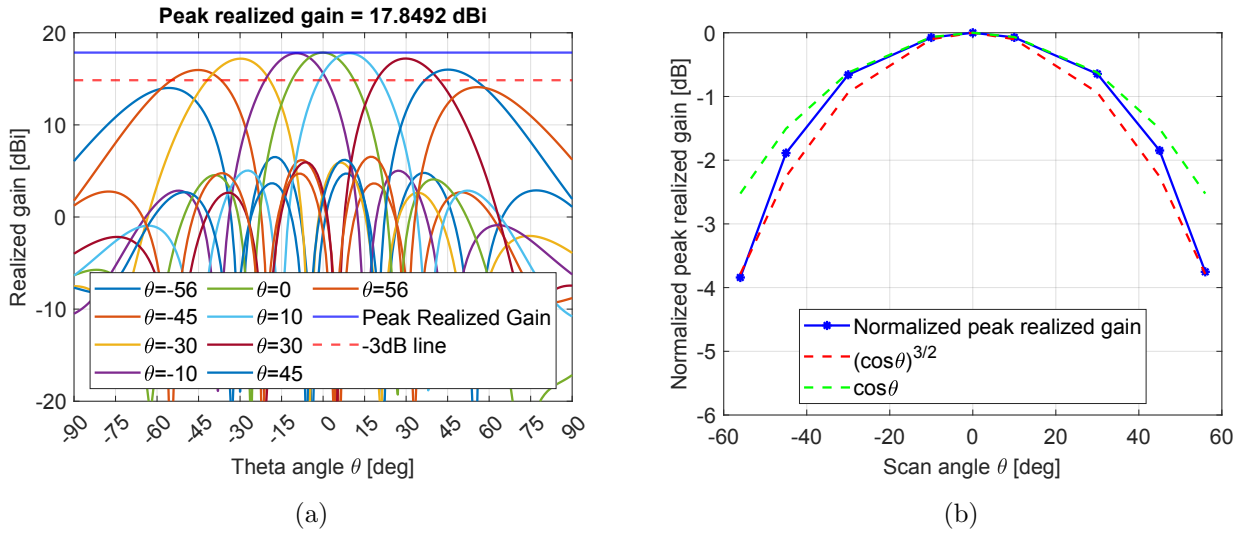 Peak realized gain = 17.8492 dBi
Realized gain [dBi]
20
10
0
-10
-20
θ=-56
θ=0
θ=56
θ=-45
θ=10
Peak Realized Gain
θ=-30
θ=30
-3dB line
θ=-10
θ=45
-90
-75
-60
-45
-30
-15
0
15
30
45
60
75
90
Theta angle θ [deg]
(a)
Normalized peak realized gain [dB]
0
-1
-2
-3
-4
-5
-6
Normalized peak realized gain
(cosθ)^3/2
cosθ
-60
-40
-20
0
20
40
60
Scan angle θ [deg]
(b)